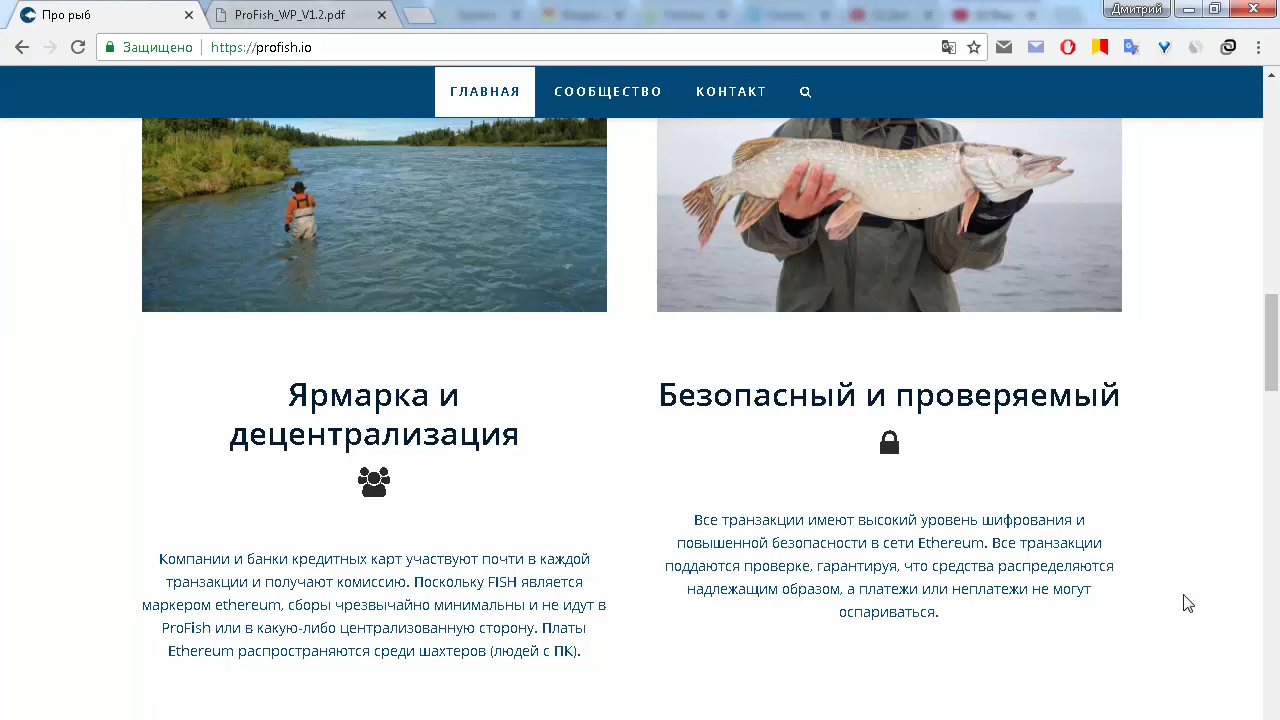 Про рыб
ProFish_WP_V1.2.pdf
Дмитрий
Защищено
https://profish.io
ГЛАВНАЯ
СООБЩЕСТВО
КОНТАКТ
Ярмарка и
децентрализация
Компании и банки кредитных карт участвуют почти в каждой
транзакции и получают комиссию. Поскольку FISH является
маркером ethereum, сборы чрезвычайно минимальны и не идут в
ProFish или в какую-либо централизованную сторону. Платы
Ethereum распространяются среди шахтеров (людей с ПК).
Безопасный и проверяемый
Все транзакции имеют высокий уровень шифрования и
повышенной безопасности в сети Ethereum. Все транзакции
поддаются проверке, гарантируя, что средства распределяются
надлежащим образом, а платежи или неплатежи не могут
оспариваться.